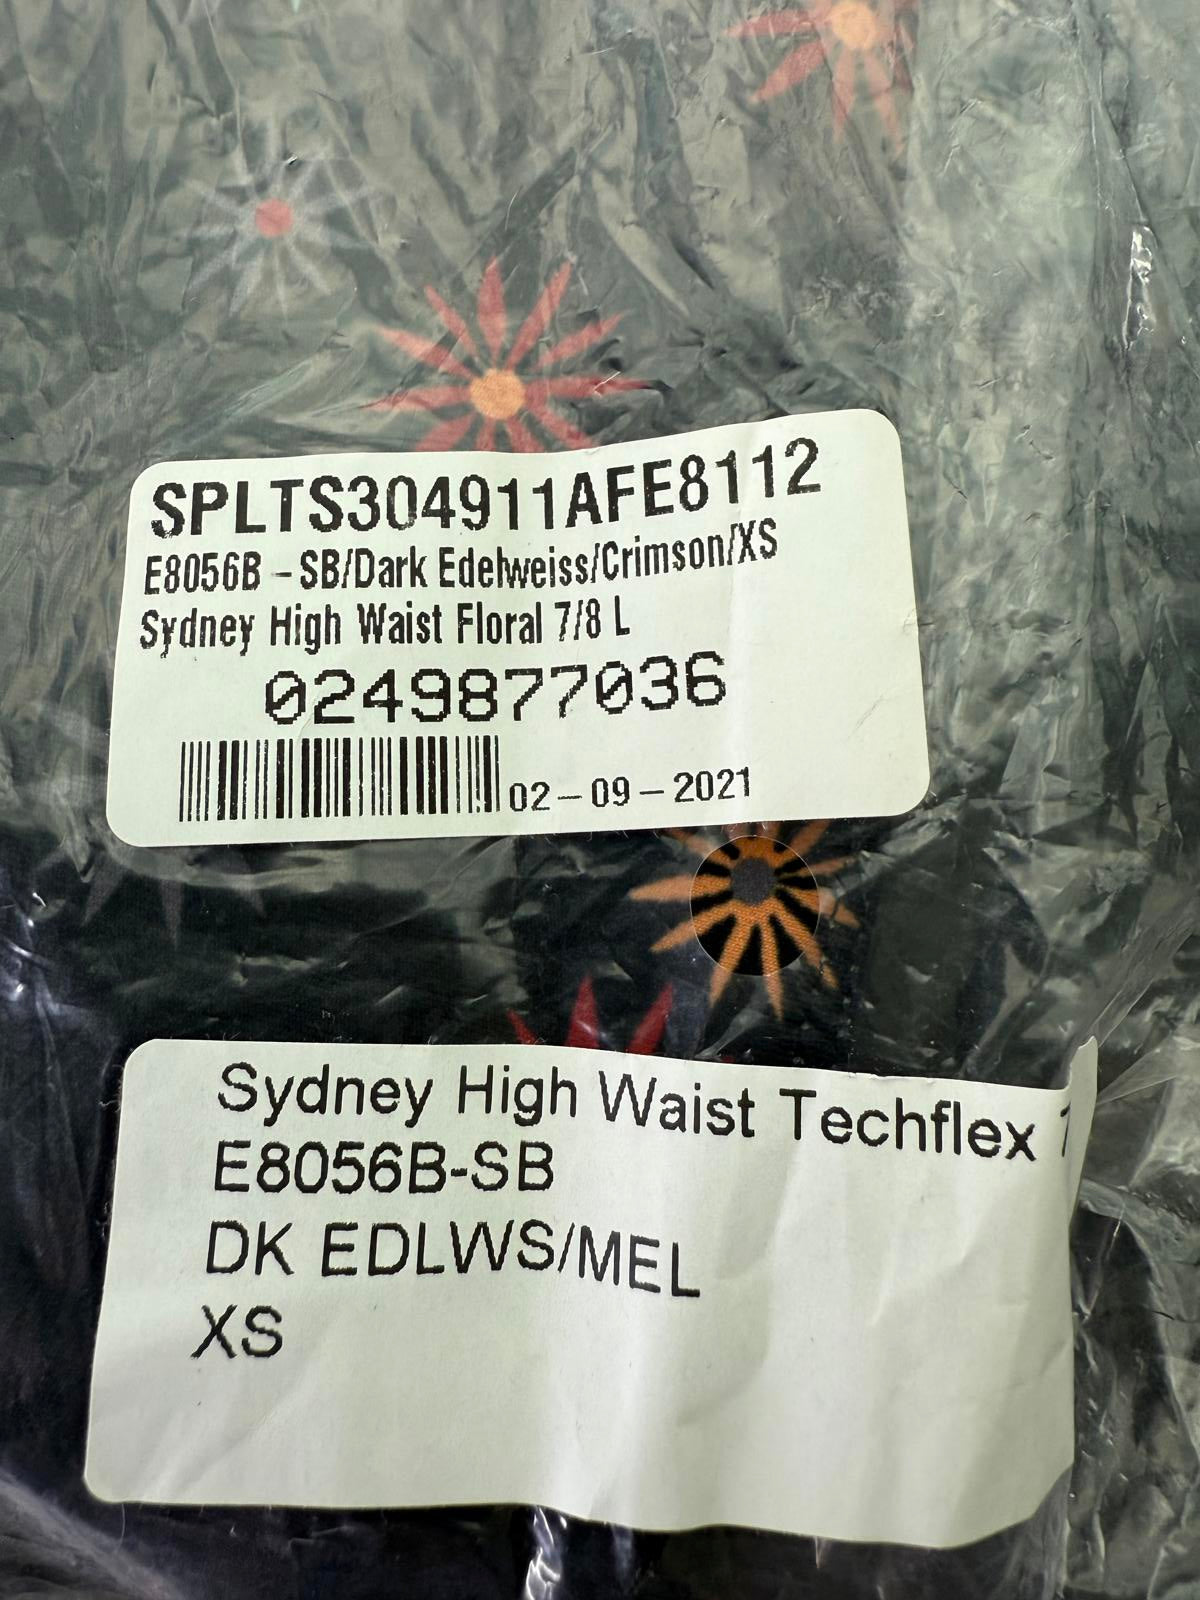 SPLTS304911AFE8112
E8056B - SB/Dark Edelweiss/Crimson/XS
Sydney High Waist Floral 7/8 L
0249877036
02-09-2021
Sydney High Waist Techflex 7
E8056B-SB
DK EDLWS/MEL
XS